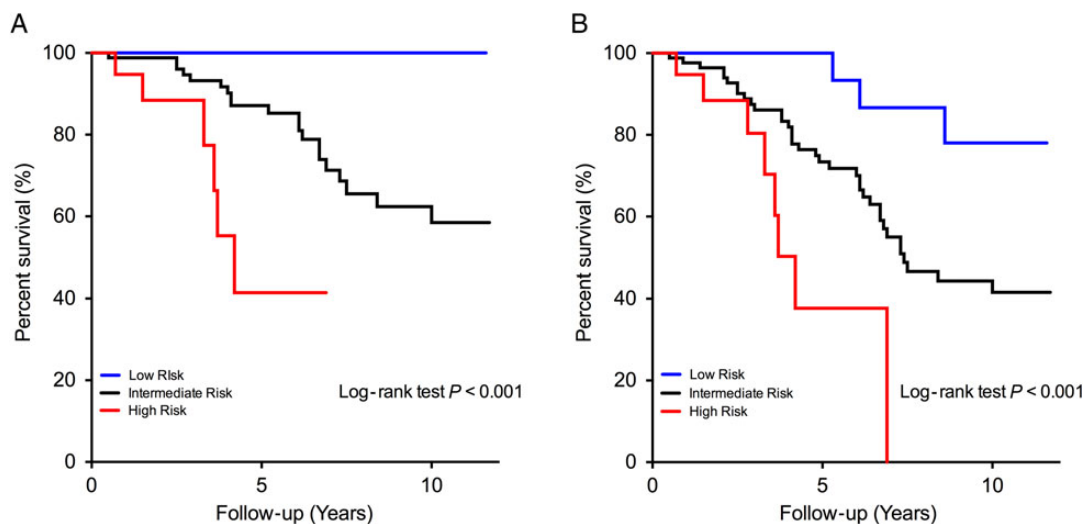 A
Percent survival (%)
100
80
60
40
20
0
0 5 10
Follow-up (Years)
Low RIsk
Intermediate Risk
High Risk
Log-rank test P < 0.001
B
Percent survival (%)
100
80
60
40
20
0
0 5 10
Follow-up (Years)
Low Risk
Intermediate Risk
High Risk
Log-rank test P < 0.001